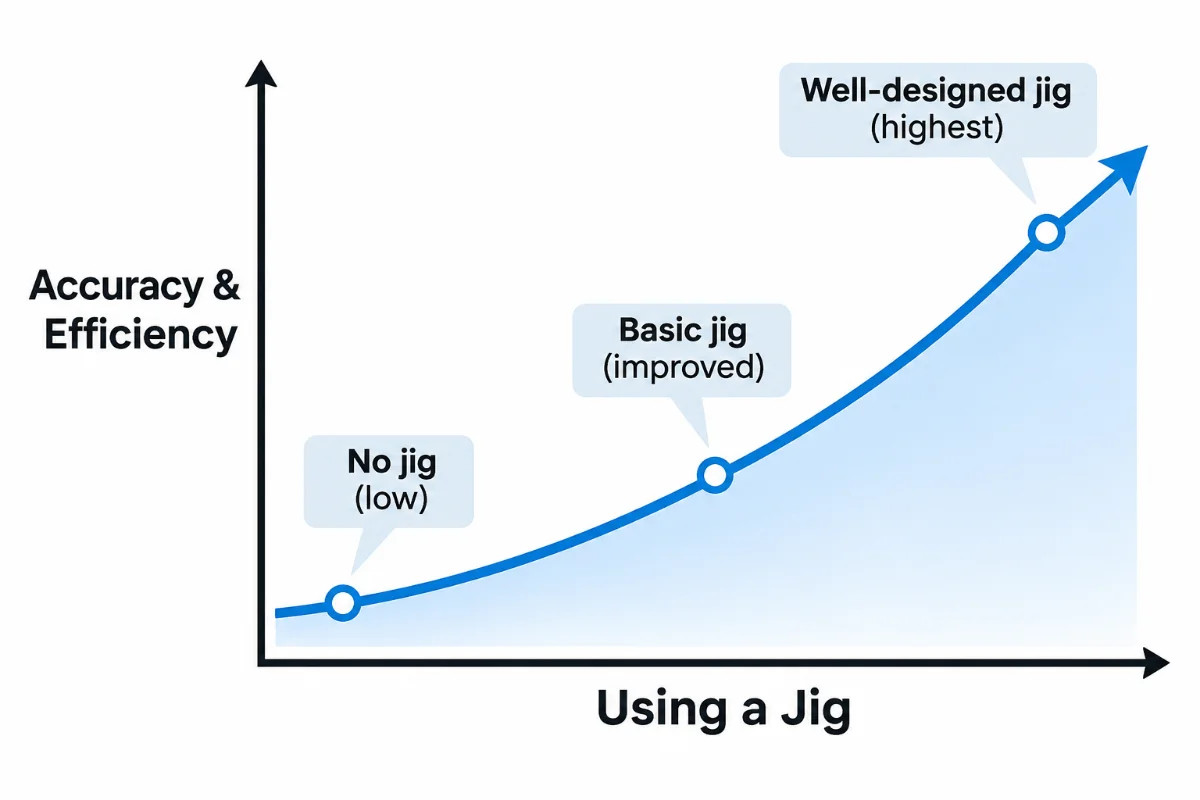 Well-designed jig
(highest)
Accuracy &
Efficiency
Basic jig
(improved)
No jig
(low)
Using a Jig